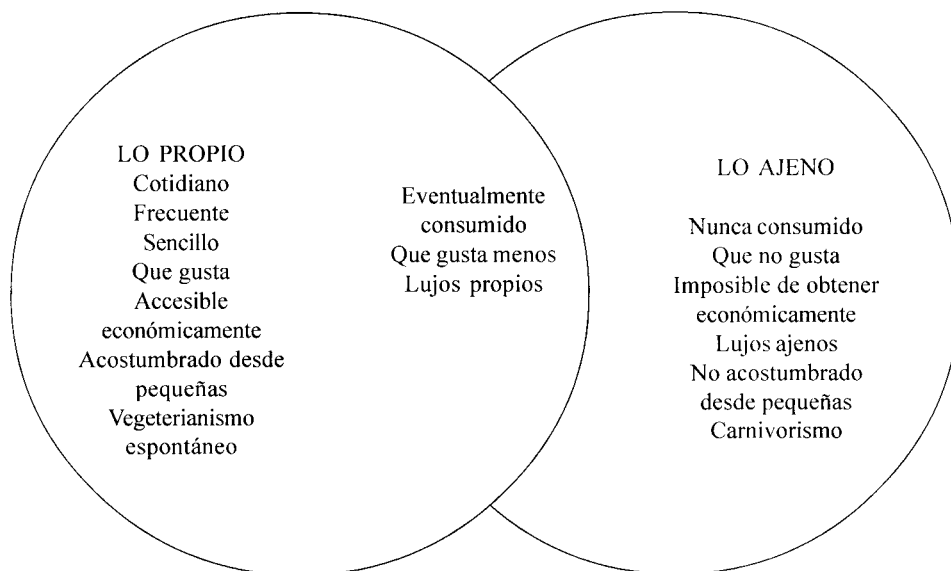 LO PROPIO
Cotidiano
Frecuente
Sencillo
Que gusta
Accesible
económicamente
Acostumbrado desde
pequeñas
Vegeterianismo
espontáneo
Eventualmente
consumido
Que gusta menos
Lujos propios
LO AJENO
Nunca consumido
Que no gusta
Imposible de obtener
económicamente
Lujos ajenos
No acostumbrado
desde pequeñas
Carnivorismo